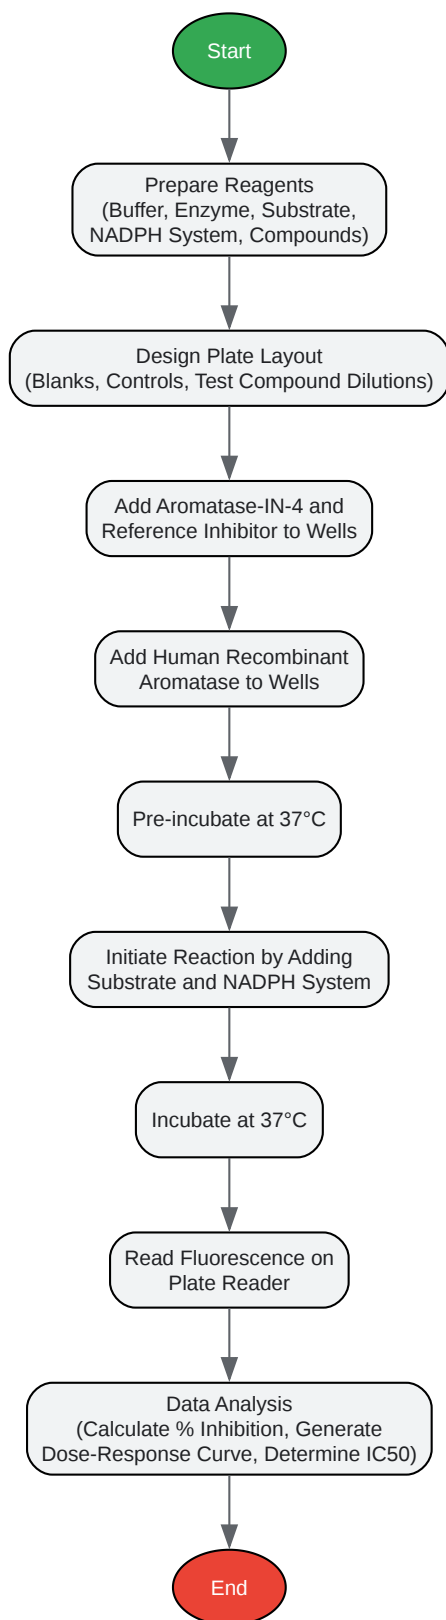 Start
Prepare Reagents
(Buffer, Enzyme, Substrate,
NADPH System, Compounds)
Design Plate Layout
(Blanks, Controls, Test Compound Dilutions)
Add Aromatase-IN-4 and
Reference Inhibitor to Wells
Add Human Recombinant
Aromatase to Wells
Pre-incubate at 37°C
Initiate Reaction by Adding
Substrate and NADPH System
Incubate at 37°C
Read Fluorescence on
Plate Reader
Data Analysis
(Calculate % Inhibition, Generate
Dose-Response Curve, Determine IC50)
End